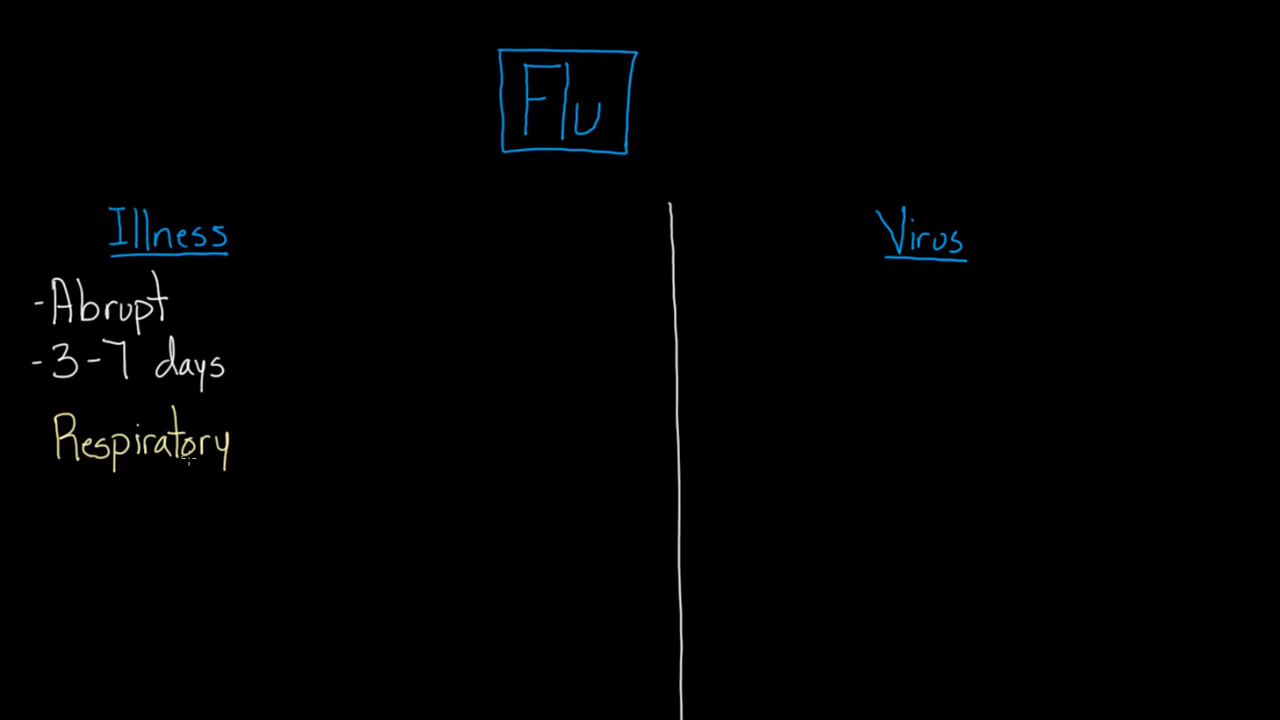 Flu
Illness
Virus
-Abrupt
-3-7 days
Respiratory